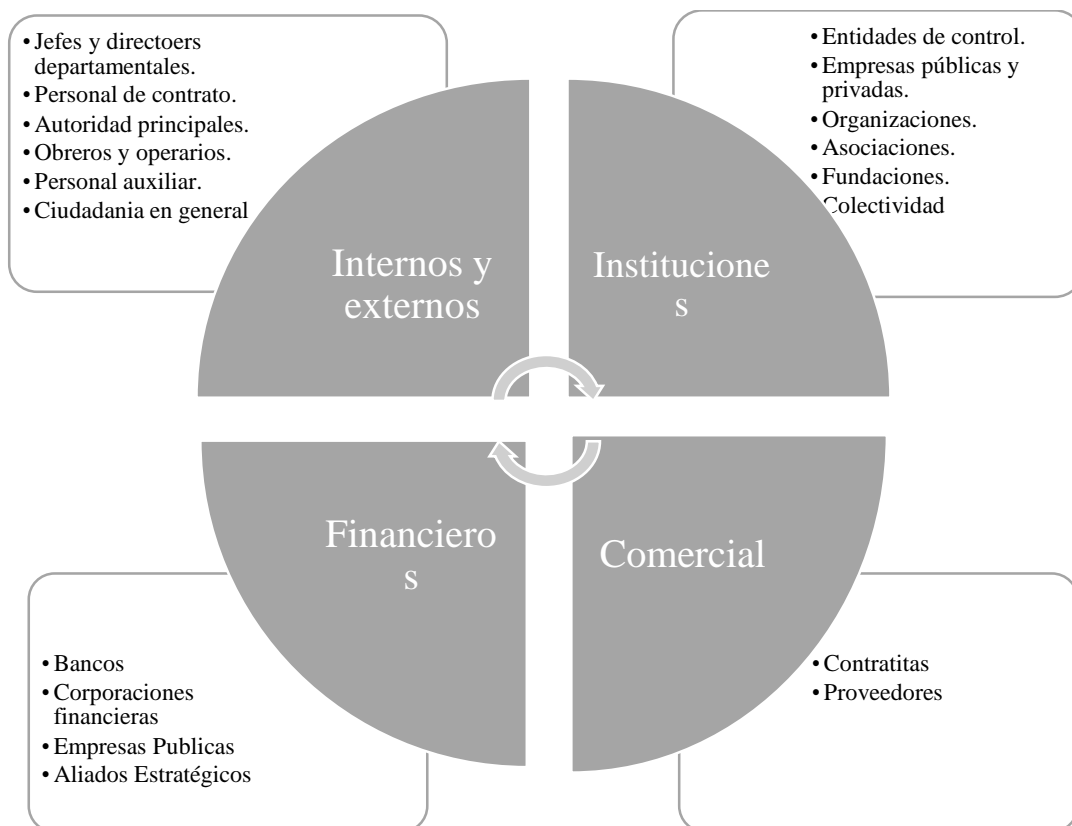 • Jefes y directoers
departamentales.
• Personal de contrato.
• Autoridad principales.
• Obreros y operarios.
• Personal auxiliar.
• Ciudadania en general
• Entidades de control.
• Empresas públicas y
privadas.
• Organizaciones.
• Asociaciones.
• Fundaciones.
Colectividad
Internos y
externos
Institucione
s
Financiero
s
Comercial
• Bancos
• Corporaciones
financieras
• Empresas Publicas
• Aliados Estratégicos
• Contratitas
• Proveedores